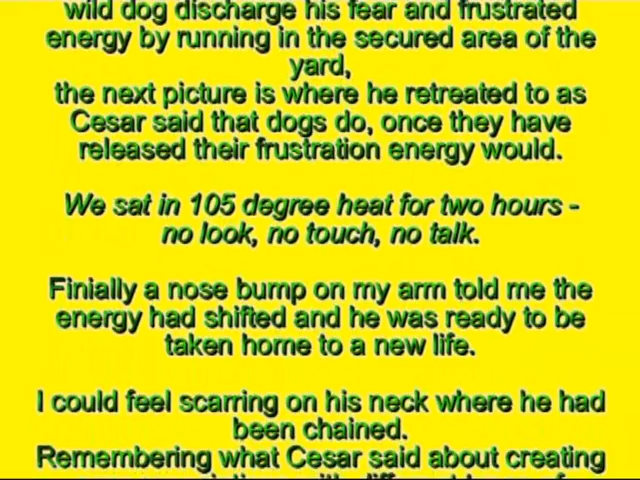 wild dog discharge his fear and frustrated
energy by running in the secured area of the
yard,
the next picture is where he retreated to as
Cesar said that dogs do, once they have
released their frustration energy would.
We sat in 105 degree heat for two hours -
no look, no touch, no talk.
Finially a nose bump on my arm told me the
energy had shifted and he was ready to be
taken home to a new life.
I could feel scarring on his neck where he had
been chained.
Remembering what Cesar said about creating